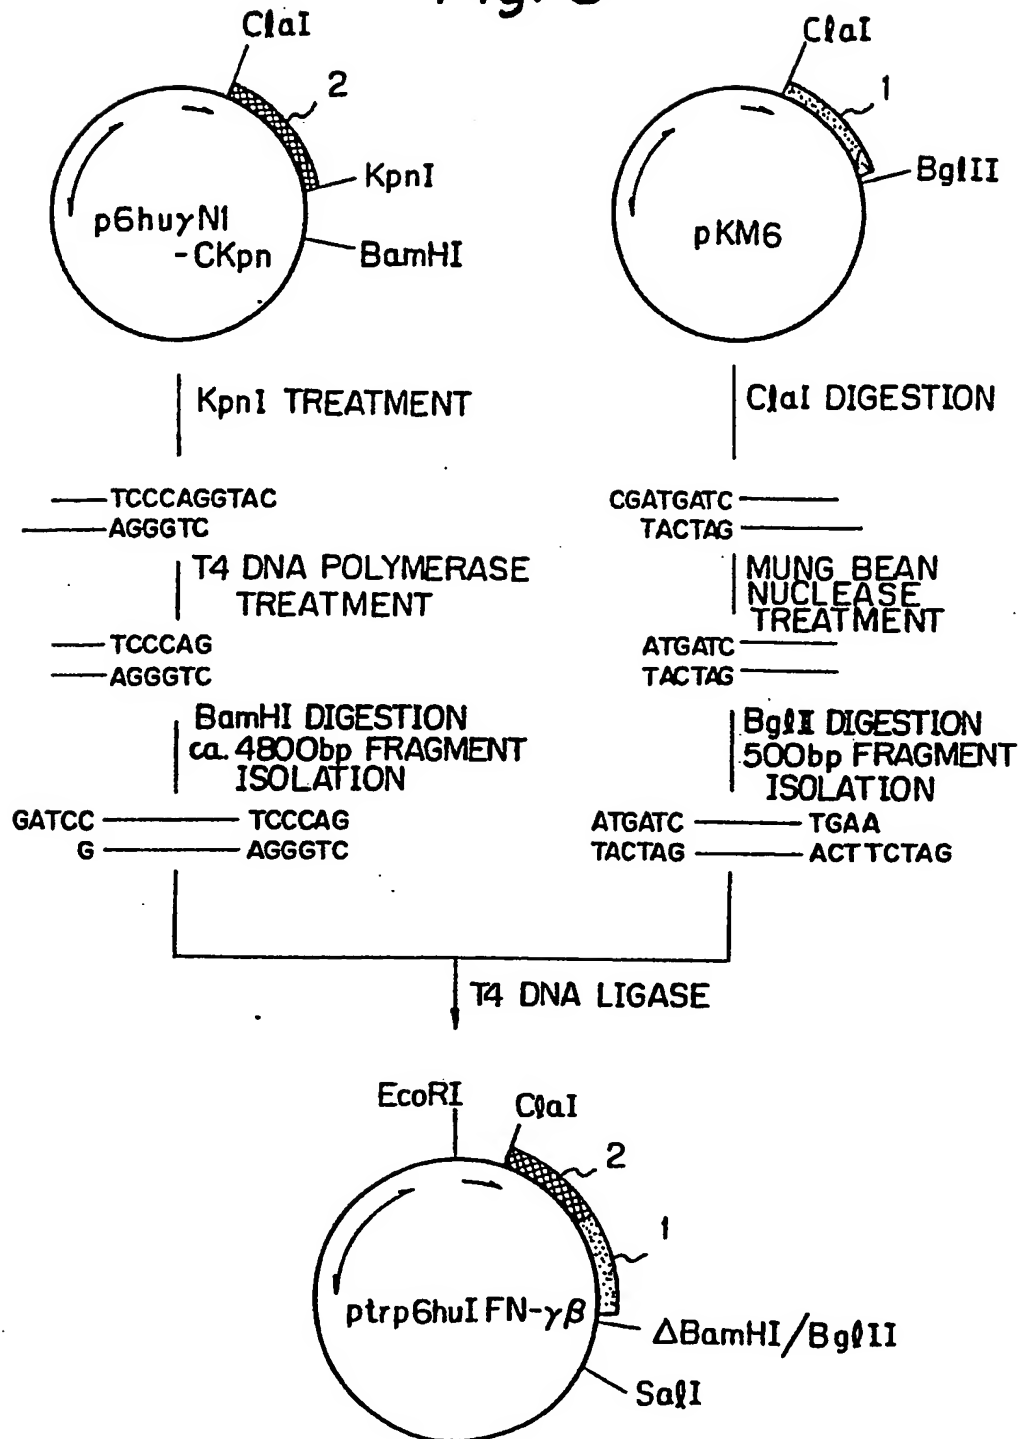 ClaI
2
KpnI
BamHI
p6huγN1
-CKpn
ClaI
1
BglII
pKM6
KpnI TREATMENT
TCCCAGGTAC
AGGGTC
T4 DNA POLYMERASE
TREATMENT
TCCCAG
AGGGTC
BamHI DIGESTION
ca. 4800bp FRAGMENT
ISOLATION
GATCC TCCCAG
G AGGGTC
ClaI DIGESTION
CGATGATC
TACTAG
MUNG BEAN
NUCLEASE
TREATMENT
ATGATC
TACTAG
BglII DIGESTION
500bp FRAGMENT
ISOLATION
ATGATC TGAA
TACTAG ACTTCTAG
T4 DNA LIGASE
EcoRI
ClaI
2
1
ptrp6huIFN-γβ
ΔBamHI/BglII
SalI